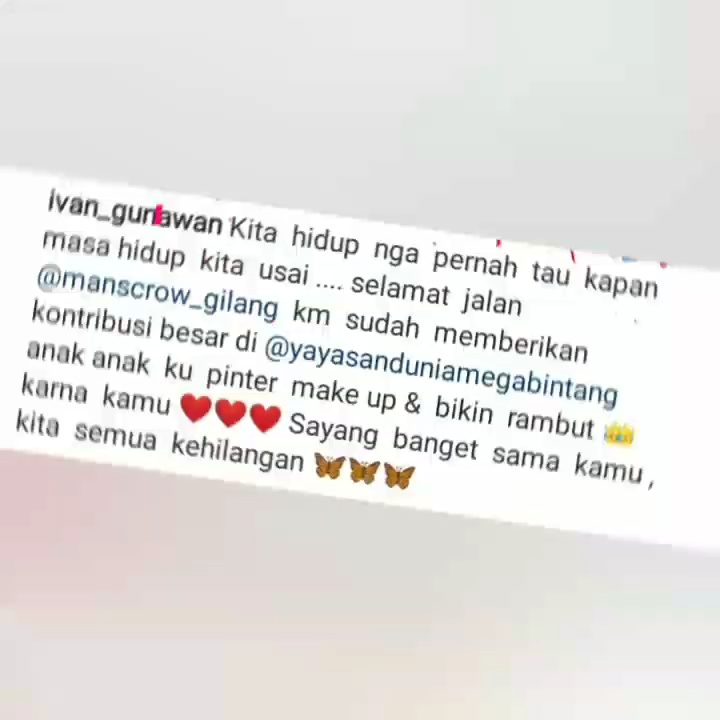 ivan_gunawan Kita hidup nga pernah tau kapan
masa hidup kita usai .... selamat jalan
@manscrow_gilang km sudah memberikan
kontribusi besar di @yayasanduniamegabintang
anak anak ku pinter make up & bikin rambut 👑
karna kamu ❤️❤️❤️ Sayang banget sama kamu,
kita semua kehilangan 🦋🦋🦋